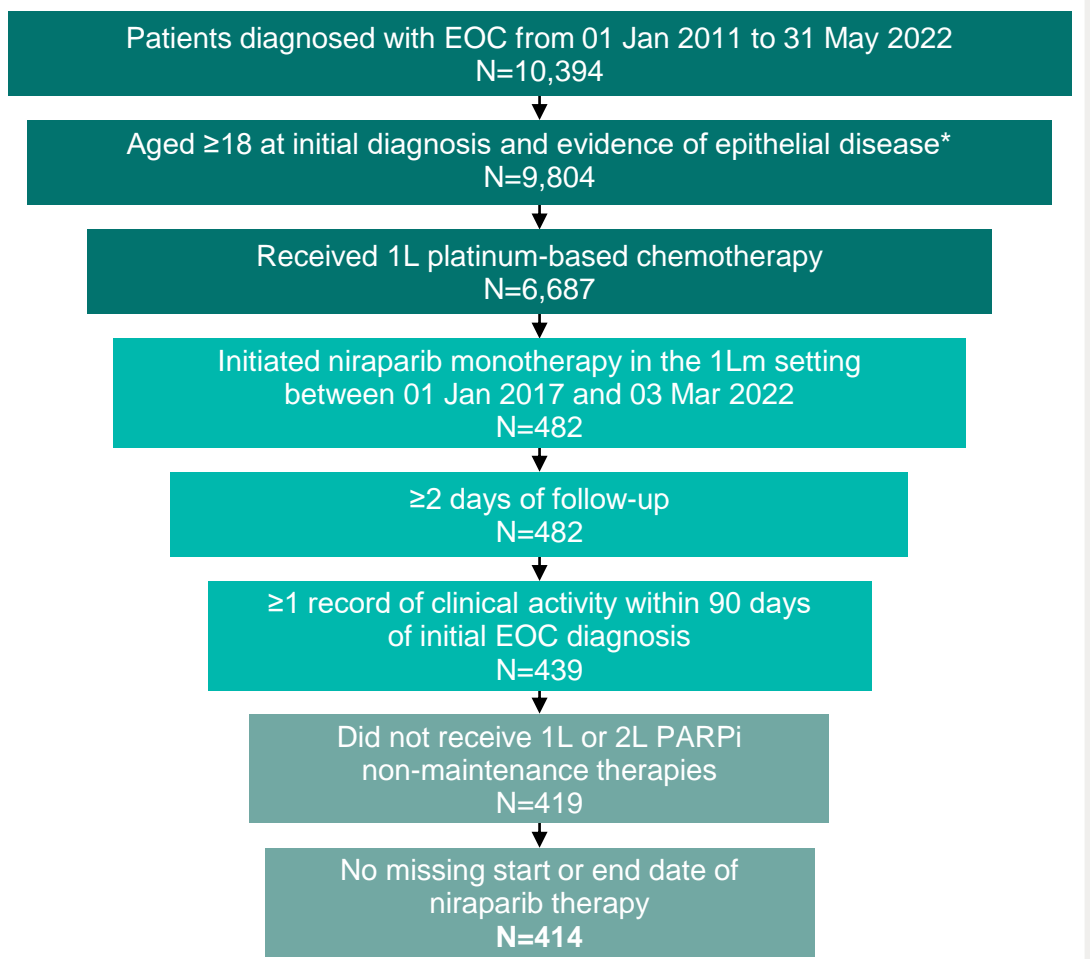 Patients diagnosed with EOC from 01 Jan 2011 to 31 May 2022
N=10,394
Aged ≥18 at initial diagnosis and evidence of epithelial disease*
N=9,804
Received 1L platinum-based chemotherapy
N=6,687
Initiated niraparib monotherapy in the 1Lm setting
between 01 Jan 2017 and 03 Mar 2022
N=482
≥2 days of follow-up
N=482
≥1 record of clinical activity within 90 days
of initial EOC diagnosis
N=439
Did not receive 1L or 2L PARPi
non-maintenance therapies
N=419
No missing start or end date of
niraparib therapy
N=414